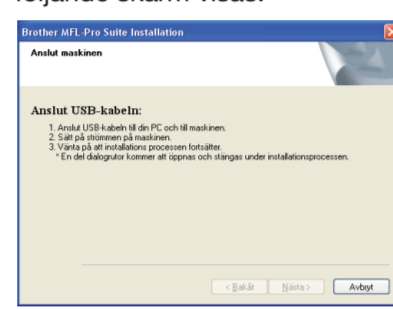 följande skärm visas.
Brother MFL-Pro Suite Installation
Anslut maskinen
Anslut USB-kabeln:
1. Anslut USB-kabeln till din PC och till maskinen.
2. Sätt på strömmen på maskinen.
3. Vänta på att installations processen fortsätter.
* En del dialogrutor kommer att öppnas och stängas under installationsprocessen.
< Bakåt
Nästa >
Avbryt